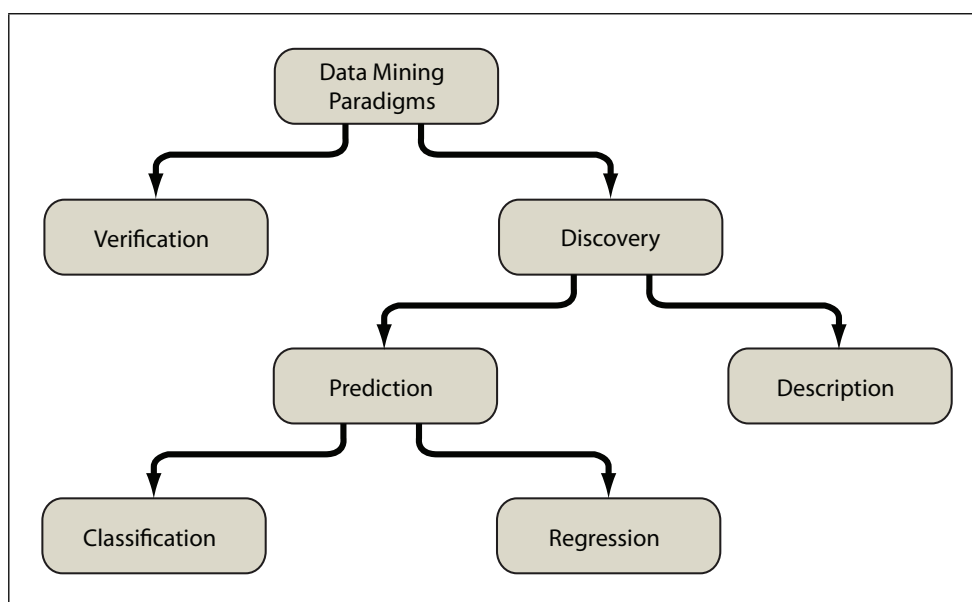 Data Mining
Paradigms
Verification
Discovery
Prediction
Description
Classification
Regression